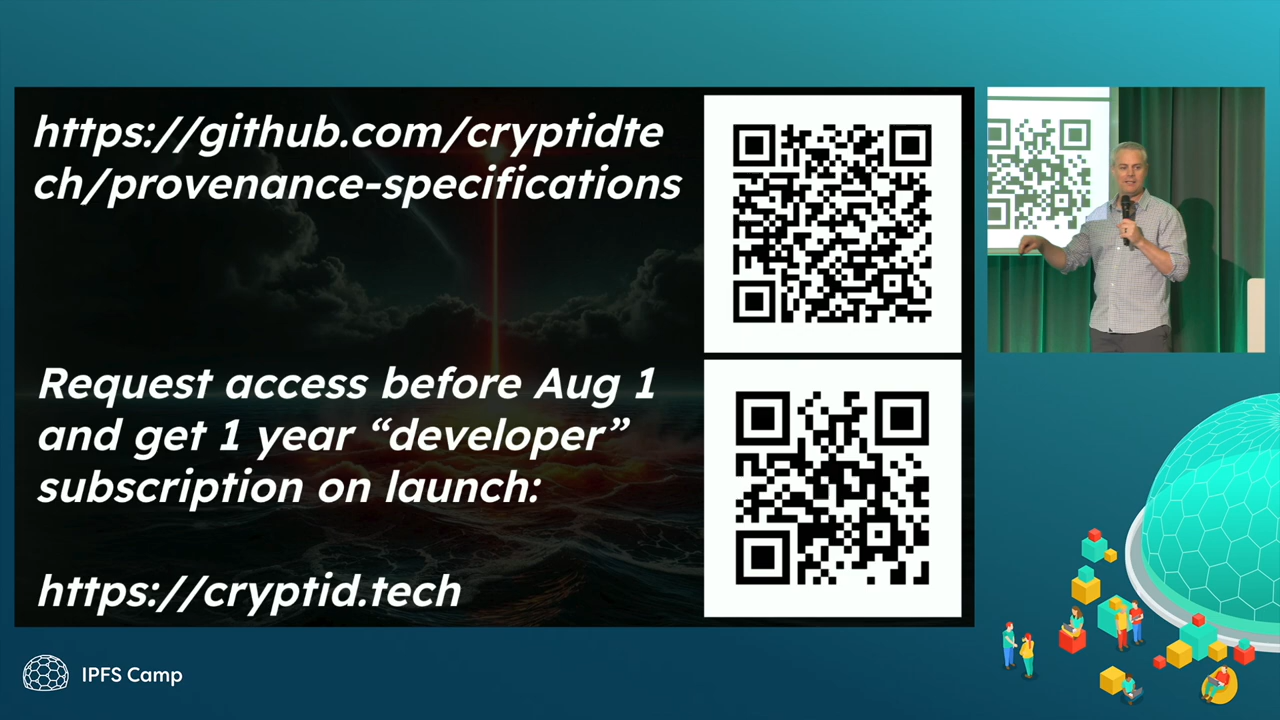 https://github.com/cryptidte
ch/provenance-specifications
Request access before Aug 1
and get 1 year “developer”
subscription on launch:
https://cryptid.tech
IPFS Camp